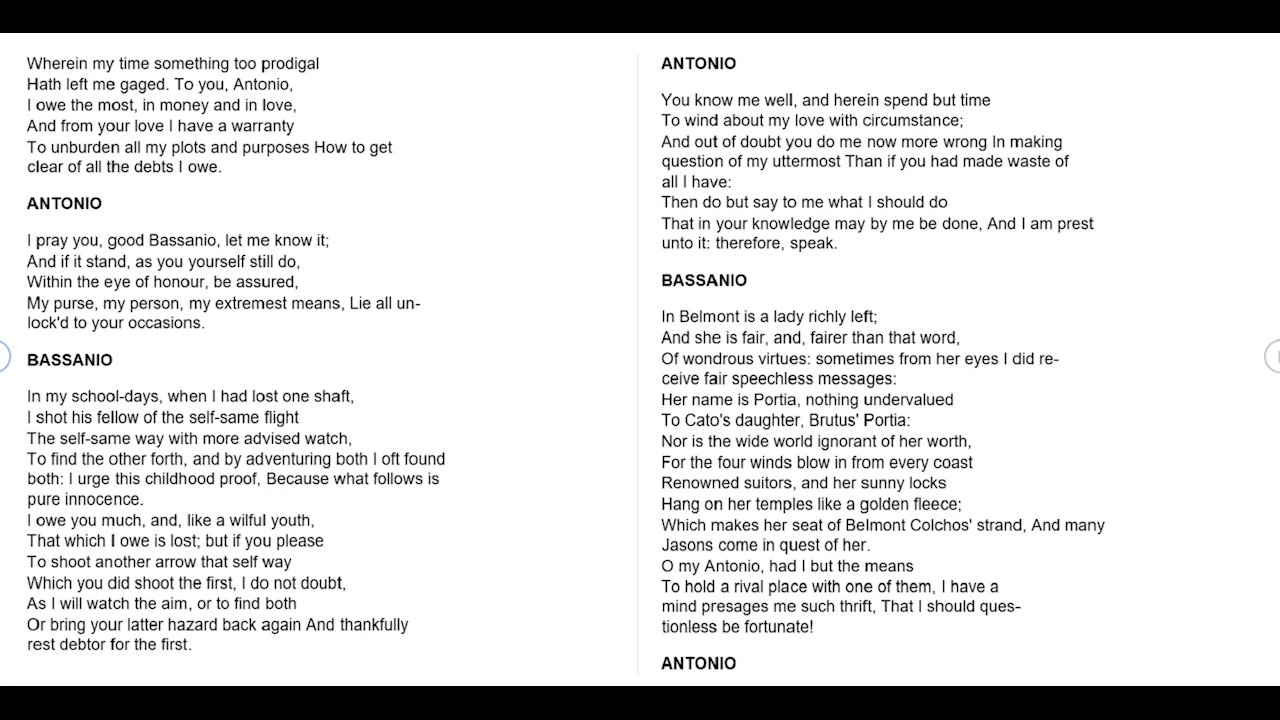 Wherein my time something too prodigal
Hath left me gaged. To you, Antonio,
I owe the most, in money and in love,
And from your love I have a warranty
To unburden all my plots and purposes How to get
clear of all the debts I owe.
ANTONIO
I pray you, good Bassanio, let me know it;
And if it stand, as you yourself still do,
Within the eye of honour, be assured,
My purse, my person, my extremest means, Lie all un-
lock'd to your occasions.
BASSANIO
In my school-days, when I had lost one shaft,
I shot his fellow of the self-same flight
The self-same way with more advised watch,
To find the other forth, and by adventuring both I oft found
both: I urge this childhood proof, Because what follows is
pure innocence.
I owe you much, and, like a wilful youth,
That which I owe is lost; but if you please
To shoot another arrow that self way
Which you did shoot the first, I do not doubt,
As I will watch the aim, or to find both
Or bring your latter hazard back again And thankfully
rest debtor for the first.
ANTONIO
You know me well, and herein spend but time
To wind about my love with circumstance;
And out of doubt you do me now more wrong In making
question of my uttermost Than if you had made waste of
all I have:
Then do but say to me what I should do
That in your knowledge may by me be done, And I am prest
unto it: therefore, speak.
BASSANIO
In Belmont is a lady richly left;
And she is fair, and, fairer than that word,
Of wondrous virtues: sometimes from her eyes I did re-
ceive fair speechless messages:
Her name is Portia, nothing undervalued
To Cato's daughter, Brutus' Portia:
Nor is the wide world ignorant of her worth,
For the four winds blow in from every coast
Renowned suitors, and her sunny locks
Hang on her temples like a golden fleece;
Which makes her seat of Belmont Colchos' strand, And many
Jasons come in quest of her.
O my Antonio, had I but the means
To hold a rival place with one of them, I have a
mind presages me such thrift, That I should ques-
tionless be fortunate!
ANTONIO